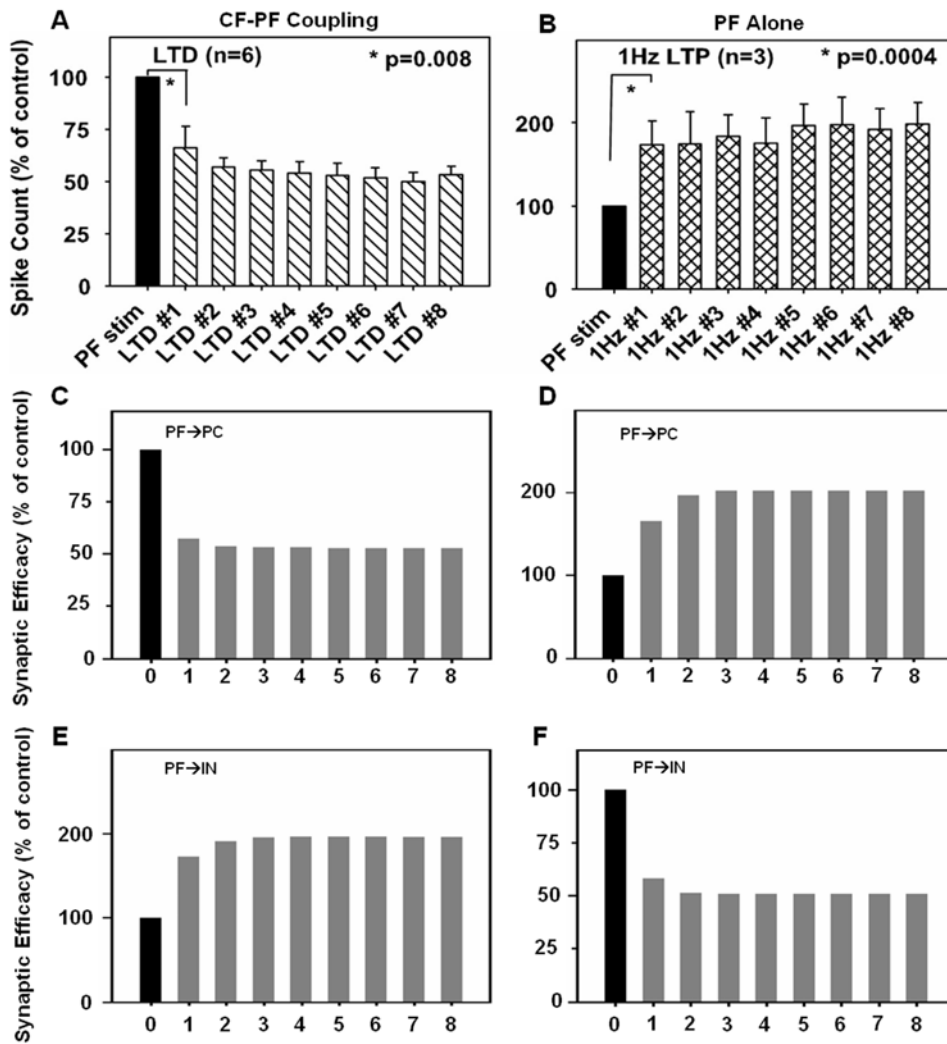 A
CF-PF Coupling
LTD (n=6)
* p=0.008
*
Spike Count (% of control)
100
75
50
25
0
PF stim
LTD #1
LTD #2
LTD #3
LTD #4
LTD #5
LTD #6
LTD #7
LTD #8
B
PF Alone
1Hz LTP (n=3)
* p=0.0004
*
200
100
0
PF stim
1Hz #1
1Hz #2
1Hz #3
1Hz #4
1Hz #5
1Hz #6
1Hz #7
1Hz #8
C
PF→PC
Synaptic Efficacy (% of control)
100
75
50
25
0
0 1 2 3 4 5 6 7 8
D
PF→PC
200
100
0
0 1 2 3 4 5 6 7 8
E
PF→IN
Synaptic Efficacy (% of control)
200
100
0
0 1 2 3 4 5 6 7 8
F
PF→IN
100
75
50
25
0
0 1 2 3 4 5 6 7 8